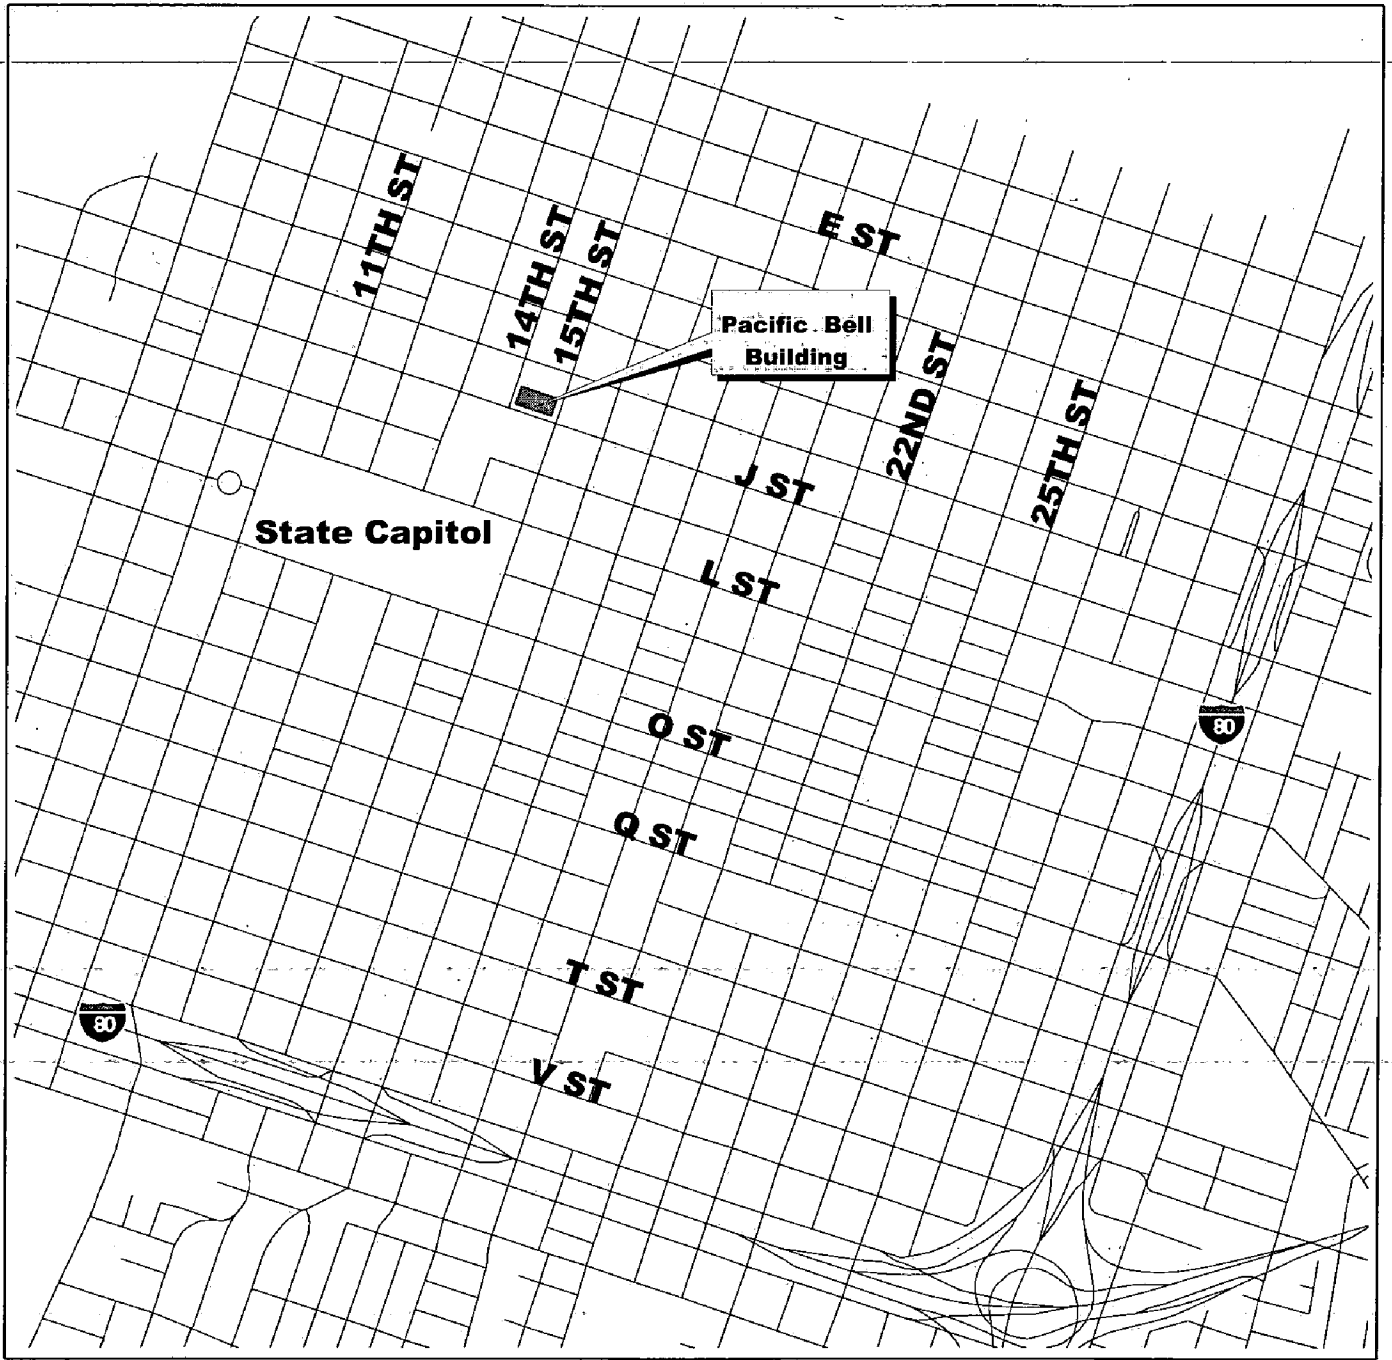 11TH ST
14TH ST
15TH ST
E ST
Pacific Bell
Building
22ND ST
25TH ST
J ST
State Capitol
L ST
O ST
80
Q ST
T ST
80
V ST